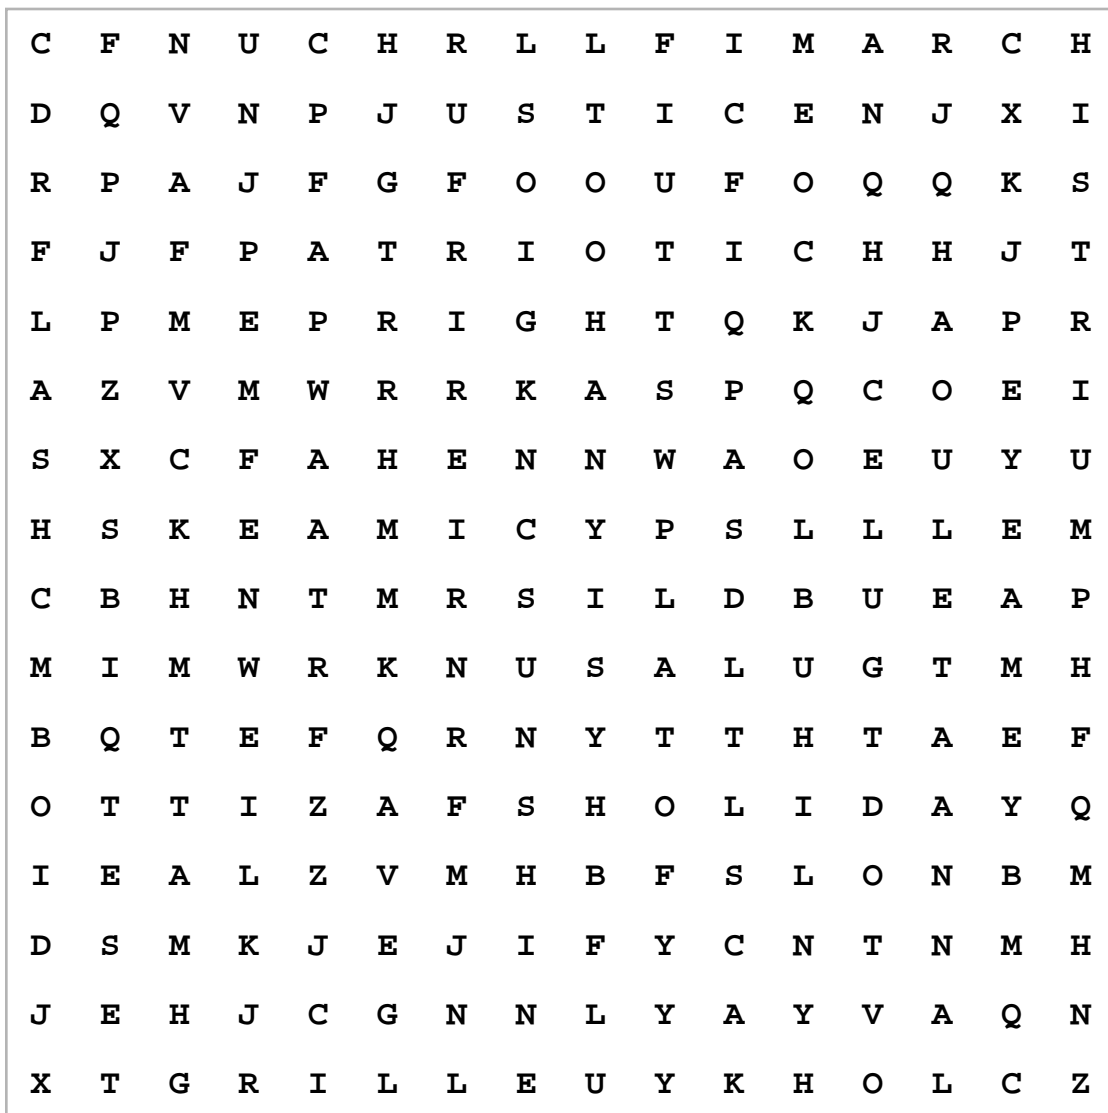 C F N U C H R L L F I M A R C H
D Q V N P J U S T I C E N J X I
R P A J F G F O O U F O Q Q K S
F J F P A T R I O T I C H H J T
L P M E P R I G H T Q K J A P R
A Z V M W R R K A S P Q C O E I
S X C F A H E N N W A O E U Y U
H S K E A M I C Y P S L L L E M
C B H N T M R S I L D B U E A P
M I M W R K N U S A L U G T M H
B Q T E F Q R N Y T T H T A E F
O T T I Z A F S H O L I D A Y Q
I E A L Z V M H B F S L O N B M
D S M K J E J I F Y C N T N M H
J E H J C G N N L Y A Y V A Q N
X T G R I L L E U Y K H O L C Z